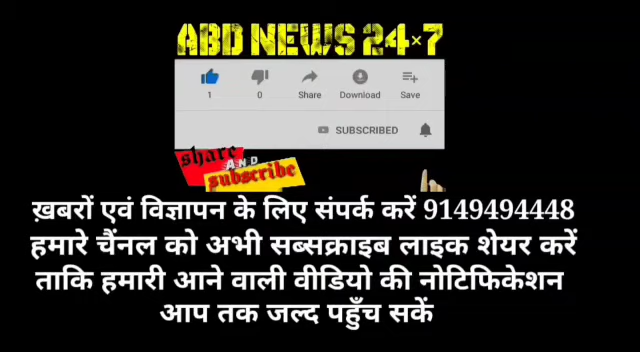 ABD NEWS 24×7
1
0
Share
Download
Save
SUBSCRIBED
share
AND
subscribe
ख़बरों एवं विज्ञापन के लिए संपर्क करें 9149494448
हमारे चैंनल को अभी सब्सक्राइब लाइक शेयर करें
ताकि हमारी आने वाली वीडियो की नोटिफिकेशन
आप तक जल्द पहुँच सकें